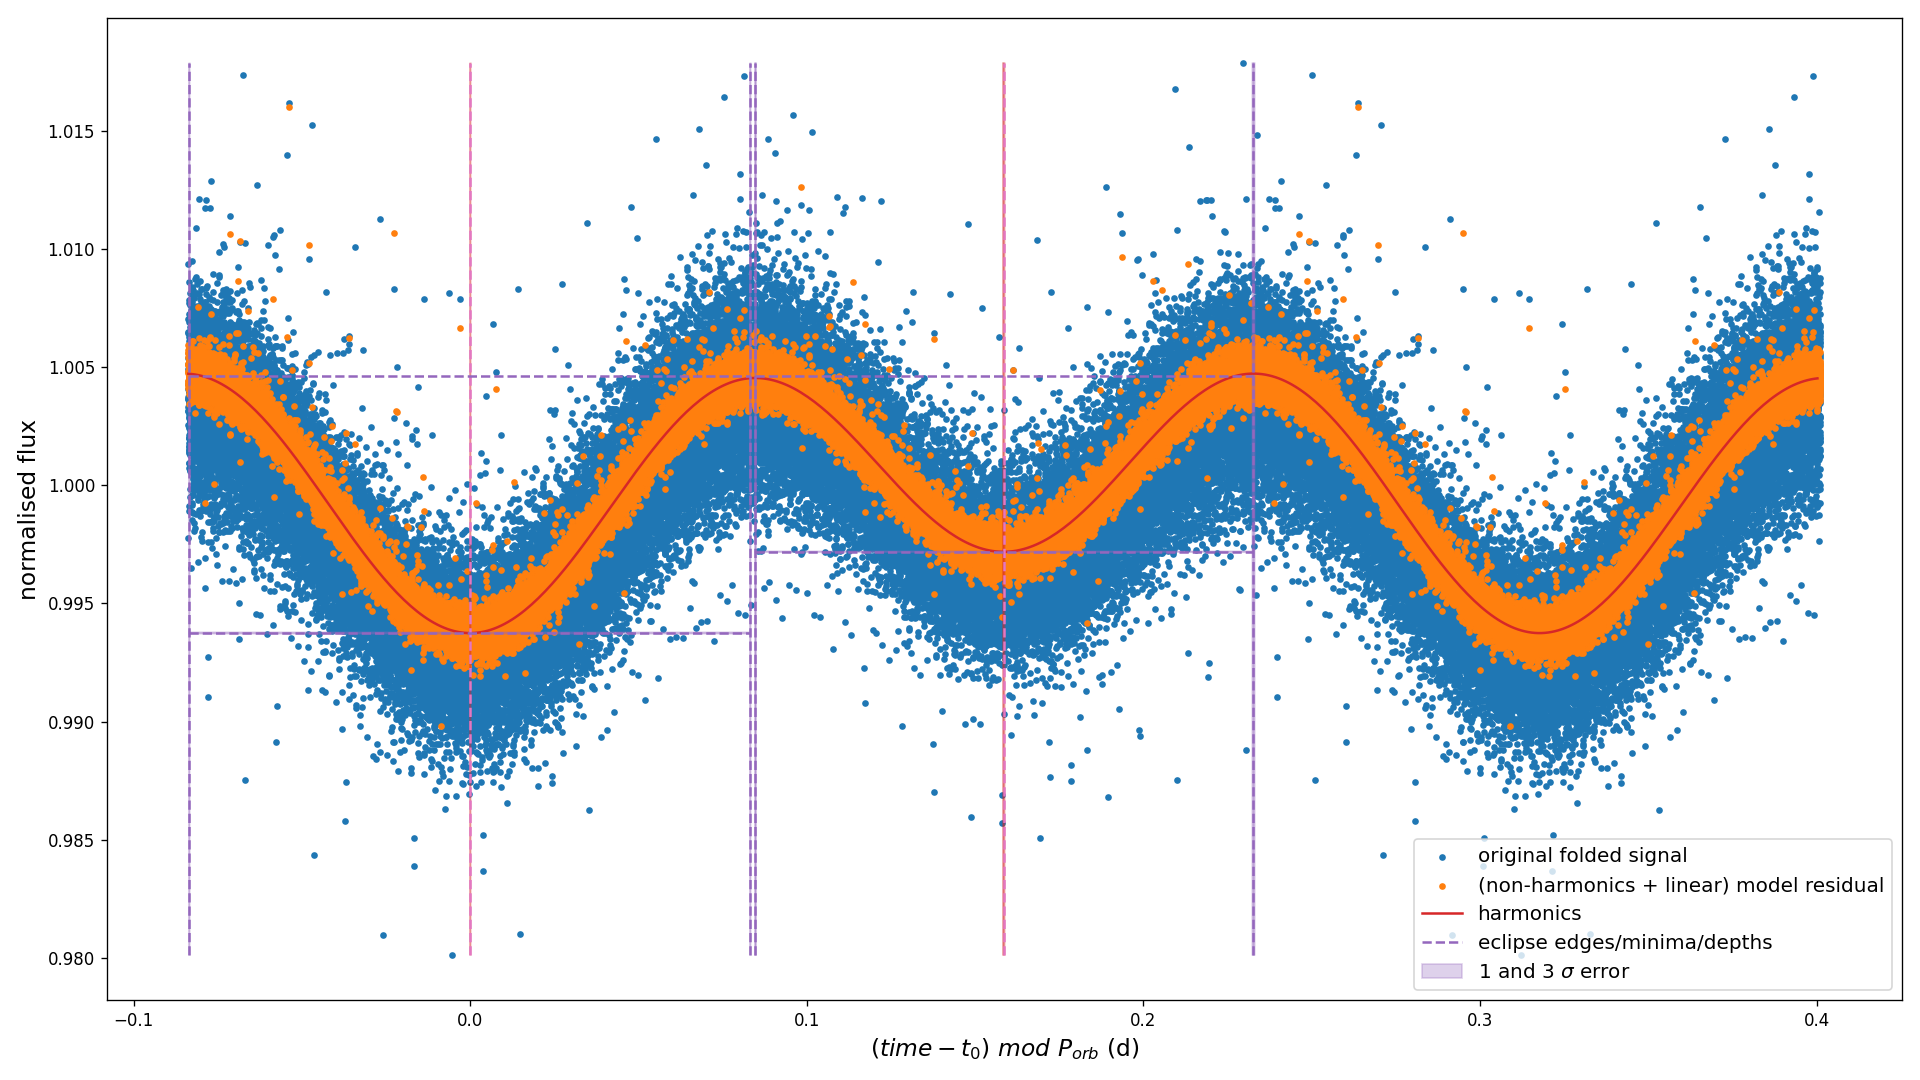 normalised flux
1.015
1.010
1.005
1.000
0.995
0.990
0.985
0.980
−0.1
0.0
0.1
0.2
0.3
0.4
(time − t₀) mod Pₒᵣb (d)
original folded signal
(non-harmonics + linear) model residual
harmonics
eclipse edges/minima/depths
1 and 3 σ error